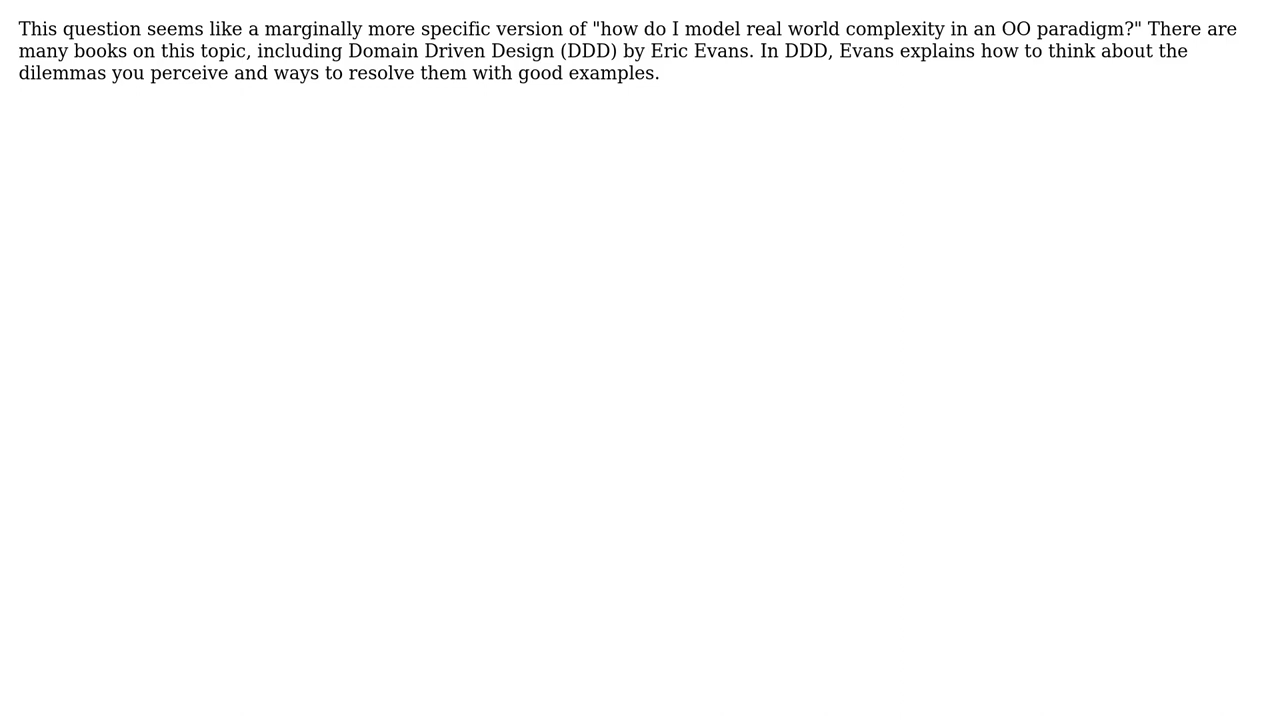 This question seems like a marginally more specific version of "how do I model real world complexity in an OO paradigm?" There are
many books on this topic, including Domain Driven Design (DDD) by Eric Evans. In DDD, Evans explains how to think about the
dilemmas you perceive and ways to resolve them with good examples.